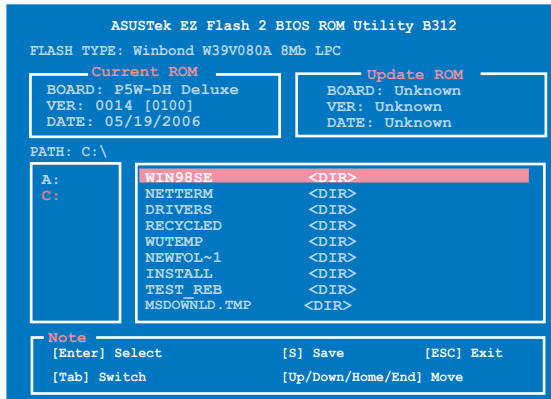 ASUSTek EZ Flash 2 BIOS ROM Utility B312
FLASH TYPE: Winbond W39V080A 8Mb LPC
Current ROM
BOARD: P5W-DH Deluxe
VER: 0014 [0100]
DATE: 05/19/2006
Update ROM
BOARD: Unknown
VER: Unknown
DATE: Unknown
PATH: C:\
A:
C:
WIN98SE <DIR>
NETTERM <DIR>
DRIVERS <DIR>
RECYCLED <DIR>
WUTEMP <DIR>
NEWFOL~1 <DIR>
INSTALL <DIR>
TEST_REB <DIR>
MSDOWNLD.TMP <DIR>
Note
[Enter] Select [S] Save [ESC] Exit
[Tab] Switch [Up/Down/Home/End] Move